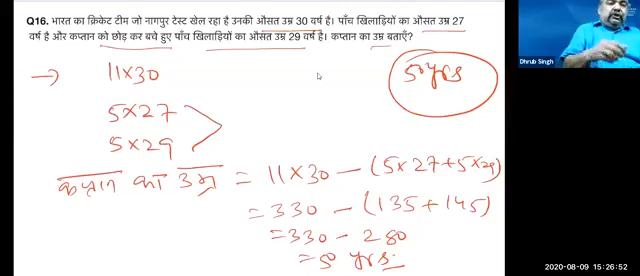 Q16. भारत का क्रिकेट टीम जो नागपुर टेस्ट खेल रहा है उनकी औसत उम्र 30 वर्ष है। पाँच खिलाड़ियों का औसत उम्र 27
वर्ष है और कप्तान को छोड़ कर बचे हुए पाँच खिलाड़ियों का औसत उम्र 29 वर्ष है। कप्तान का उम्र बताएँ?
Dhrub Singh
→ 11×30
50 yrs
5×27
5×29
कप्तान का उम्र = 11×30 – (5×27+5×29)
= 330 – (135+145)
= 330 – 280
= 50 yrs.
2020-08-09 15:26:52